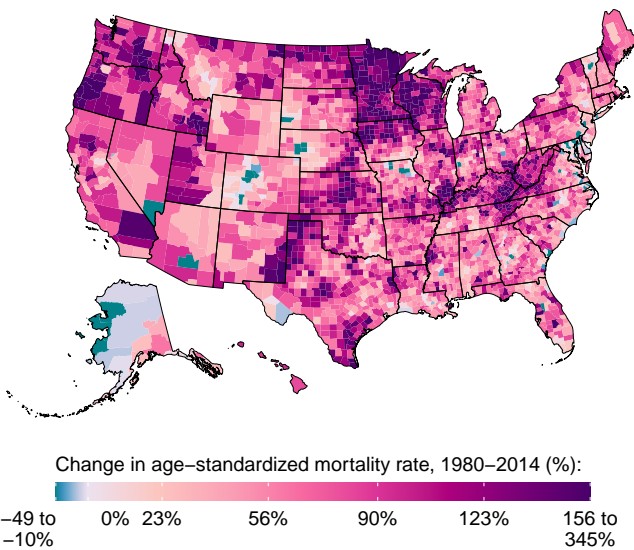 Change in age−standardized mortality rate, 1980−2014 (%):
−49 to −10% 0% 23% 56% 90% 123% 156 to 345%